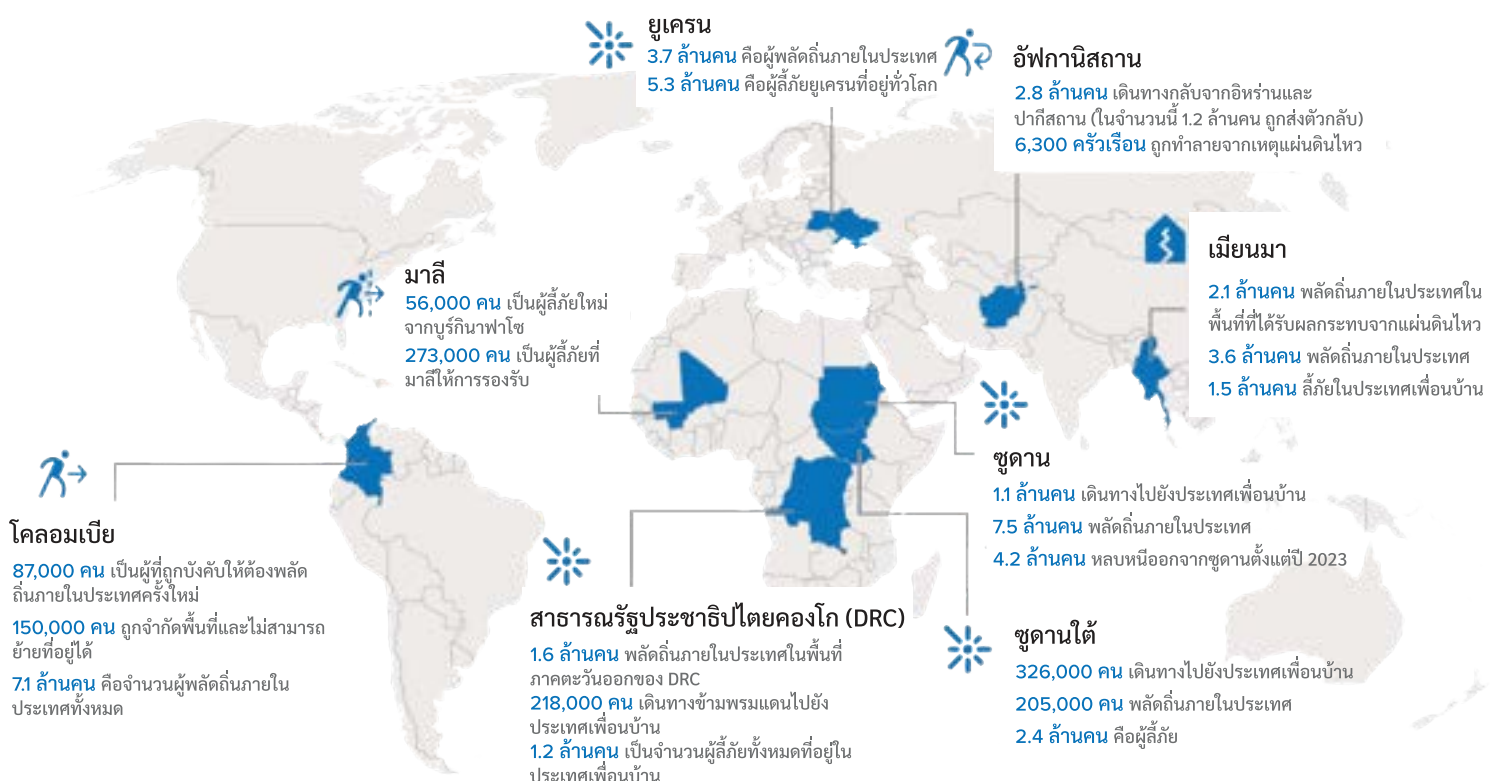 ยูเครน
3.7 ล้านคน คือผู้พลัดถิ่นภายในประเทศ
5.3 ล้านคน คือผู้ลี้ภัยยูเครนที่อยู่ทั่วโลก
อัฟกานิสถาน
2.8 ล้านคน เดินทางกลับจากอิหร่านและ
ปากีสถาน (ในจำนวนนี้ 1.2 ล้านคน ถูกส่งตัวกลับ)
6,300 ครัวเรือน ถูกทำลายจากเหตุแผ่นดินไหว
เมียนมา
2.1 ล้านคน พลัดถิ่นภายในประเทศใน
พื้นที่ที่ได้รับผลกระทบจากแผ่นดินไหว
3.6 ล้านคน พลัดถิ่นภายในประเทศ
1.5 ล้านคน ลี้ภัยในประเทศเพื่อนบ้าน
มาลี
56,000 คน เป็นผู้ลี้ภัยใหม่
จากบูร์กินาฟาโซ
273,000 คน เป็นผู้ลี้ภัยที่
มาลีให้การรองรับ
ซูดาน
1.1 ล้านคน เดินทางไปยังประเทศเพื่อนบ้าน
7.5 ล้านคน พลัดถิ่นภายในประเทศ
4.2 ล้านคน หลบหนีออกจากซูดานตั้งแต่ปี 2023
โคลอมเบีย
87,000 คน เป็นผู้ที่ถูกบังคับให้ต้องพลัด
ถิ่นภายในประเทศครั้งใหม่
150,000 คน ถูกจำกัดพื้นที่และไม่สามารถ
ย้ายที่อยู่ได้
7.1 ล้านคน คือจำนวนผู้พลัดถิ่นภายใน
ประเทศทั้งหมด
สาธารณรัฐประชาธิปไตยคองโก (DRC)
1.6 ล้านคน พลัดถิ่นภายในประเทศในพื้นที่
ภาคตะวันออกของ DRC
218,000 คน เดินทางข้ามพรมแดนไปยัง
ประเทศเพื่อนบ้าน
1.2 ล้านคน เป็นจำนวนผู้ลี้ภัยทั้งหมดที่อยู่ใน
ประเทศเพื่อนบ้าน
ซูดานใต้
326,000 คน เดินทางไปยังประเทศเพื่อนบ้าน
205,000 คน พลัดถิ่นภายในประเทศ
2.4 ล้านคน คือผู้ลี้ภัย